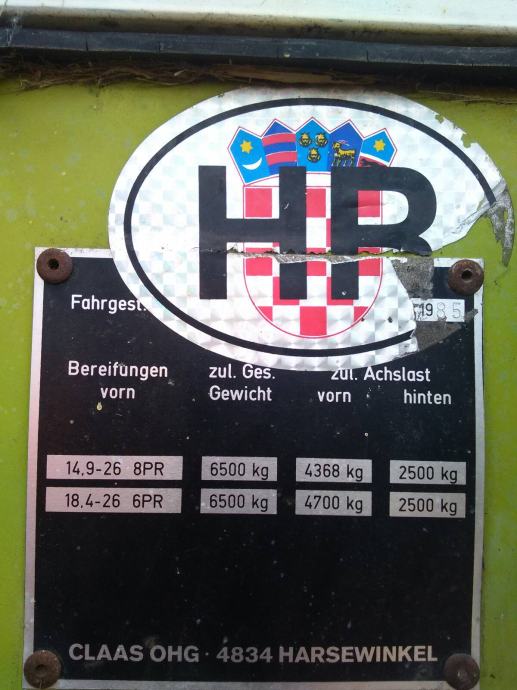 HR
Fahrgest.
1985
Bereifungen vorn
zul. Ges. Gewicht
zul. Achslast
vorn hinten
14,9-26 8PR 6500 kg 4368 kg 2500 kg
18,4-26 6PR 6500 kg 4700 kg 2500 kg
CLAAS OHG · 4834 HARSEWINKEL